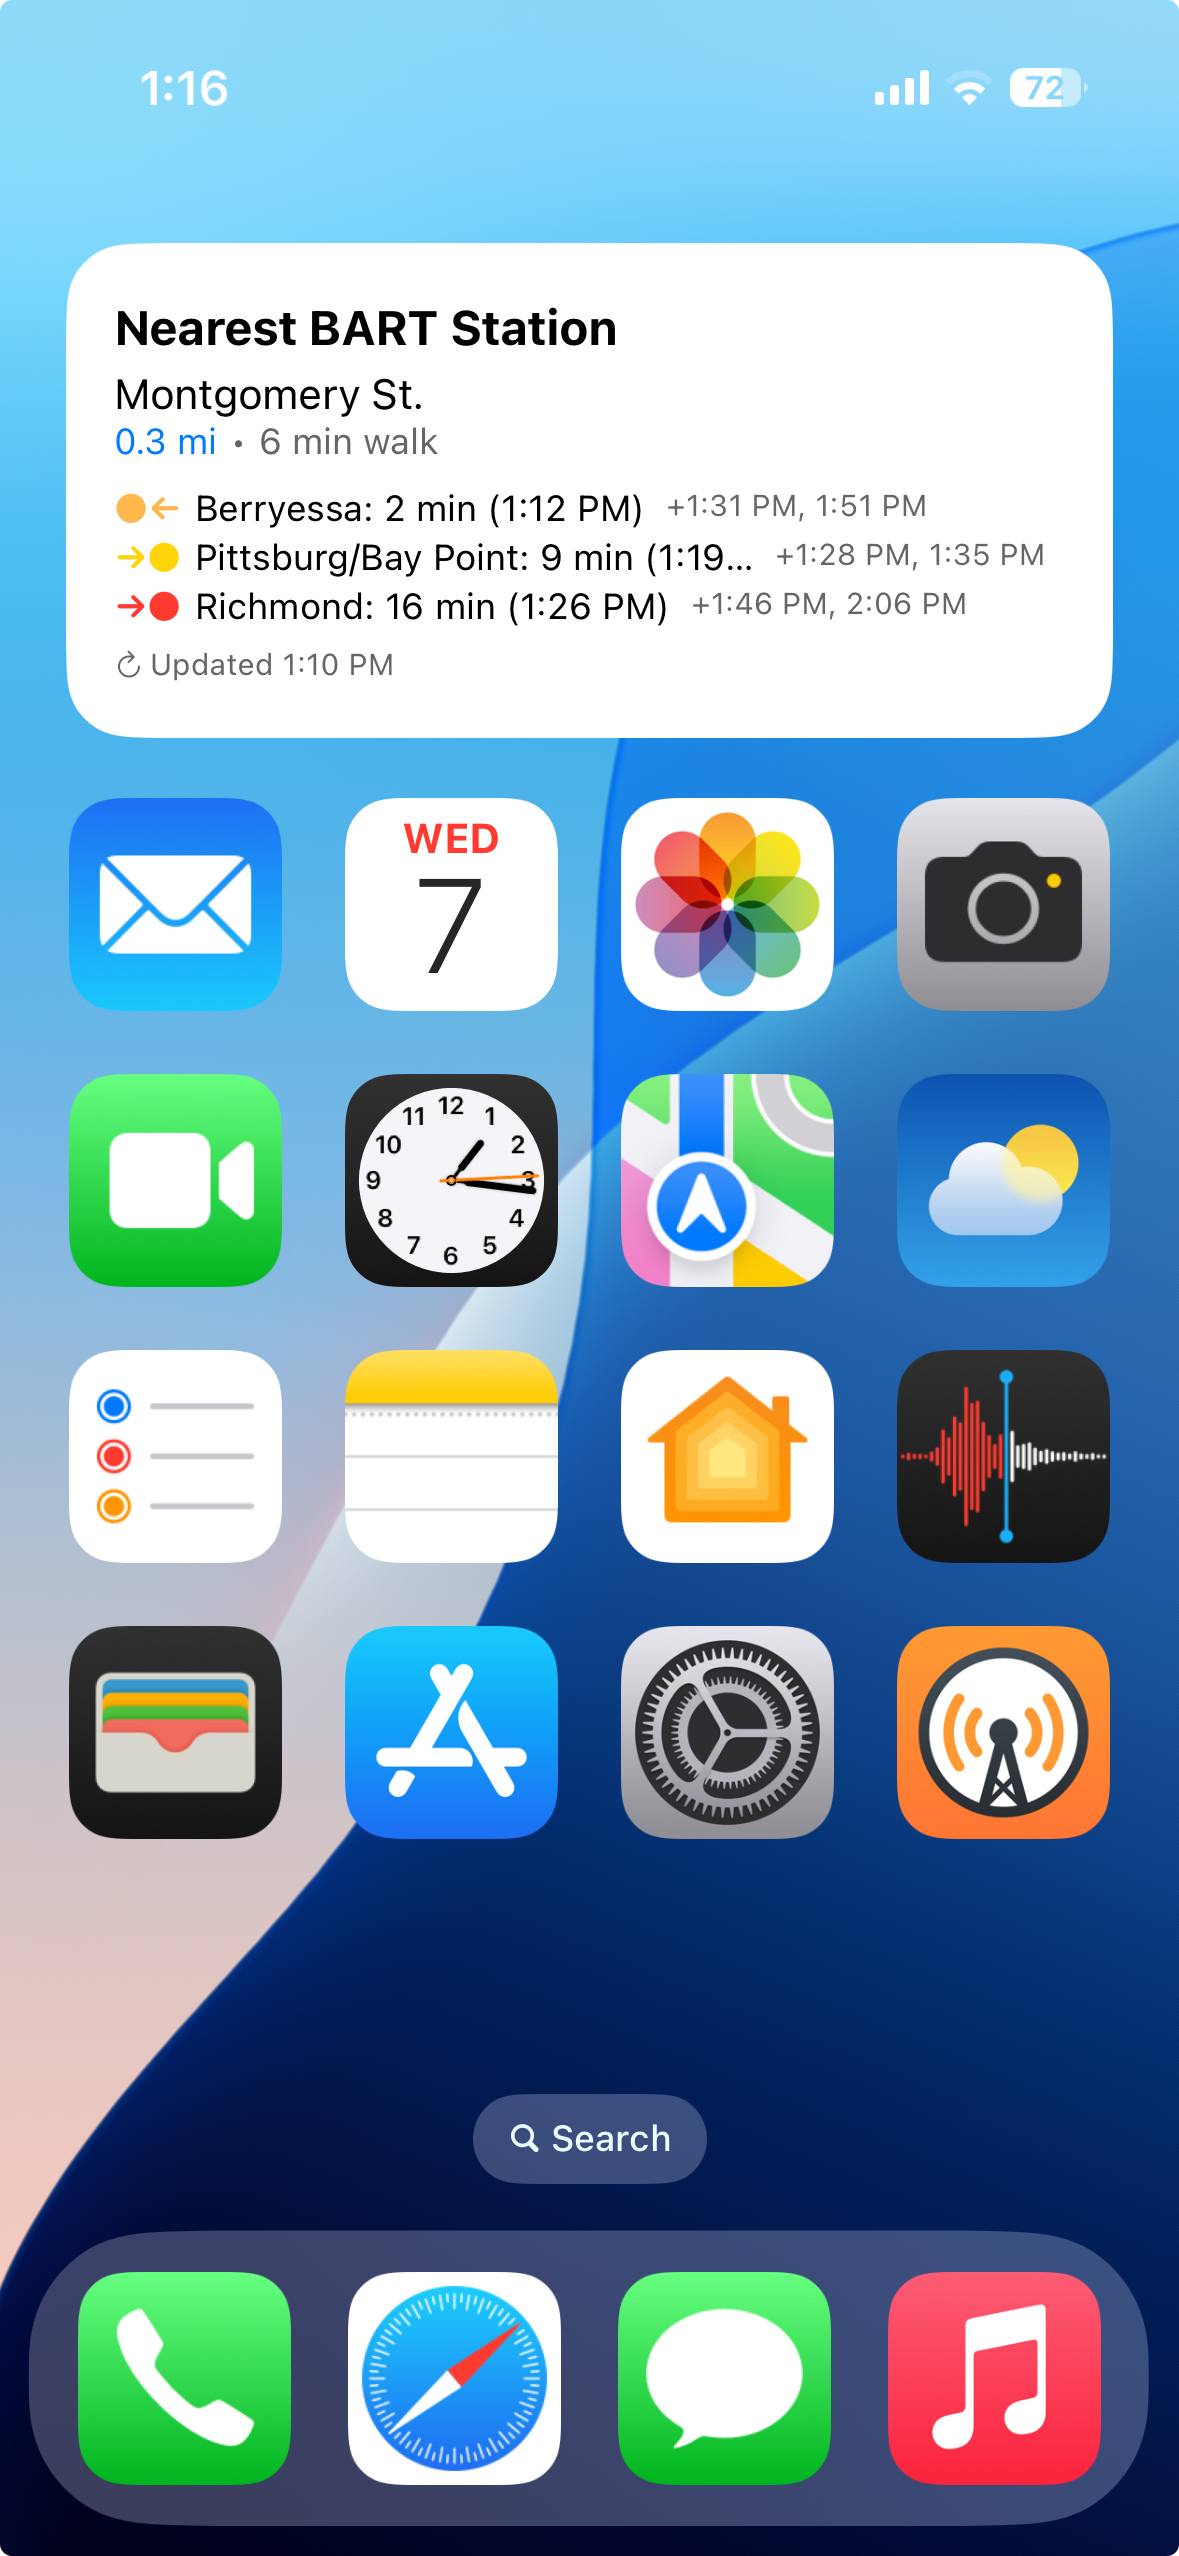 1:16
72
Nearest BART Station
Montgomery St.
0.3 mi • 6 min walk
Berryessa: 2 min (1:12 PM) +1:31 PM, 1:51 PM
Pittsburg/Bay Point: 9 min (1:19... +1:28 PM, 1:35 PM
Richmond: 16 min (1:26 PM) +1:46 PM, 2:06 PM
Updated 1:10 PM
WED
7
12
11 1
10 2
9 3
8 4
7 5
6
Search